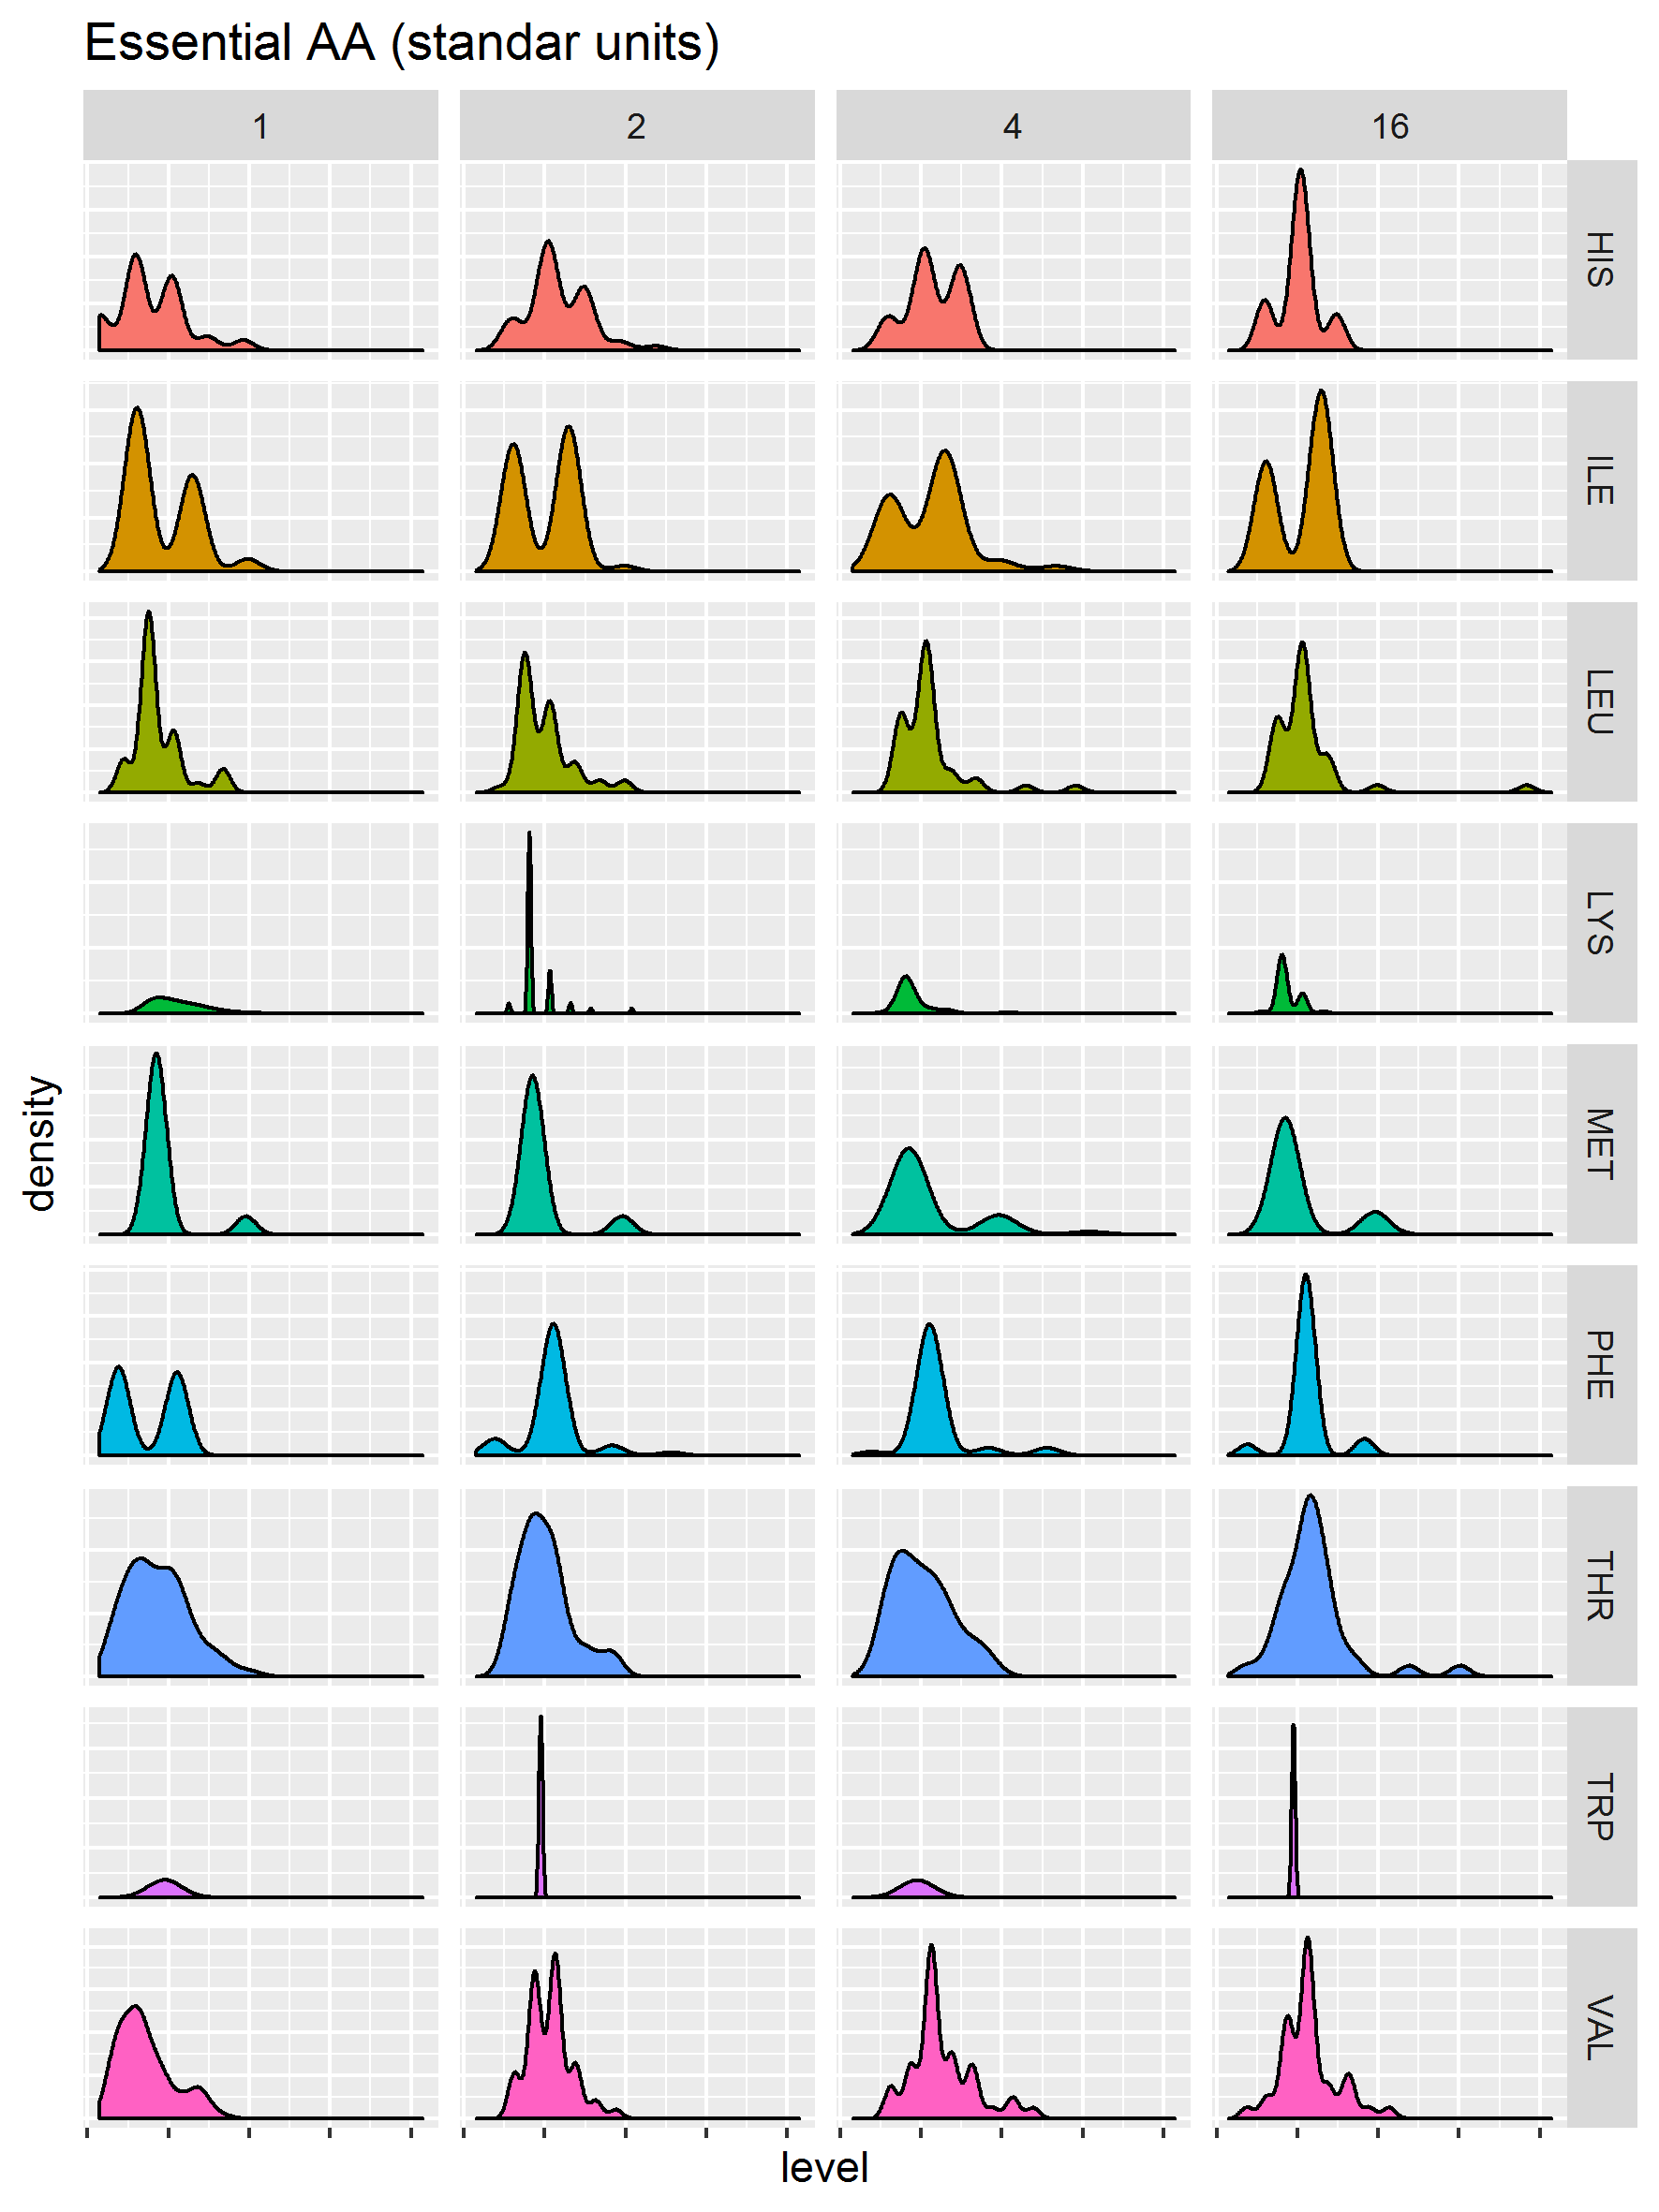 Essential AA (standar units)
1 2 4 16
HIS
ILE
LEU
LYS
MET
PHE
THR
TRP
VAL
density
level